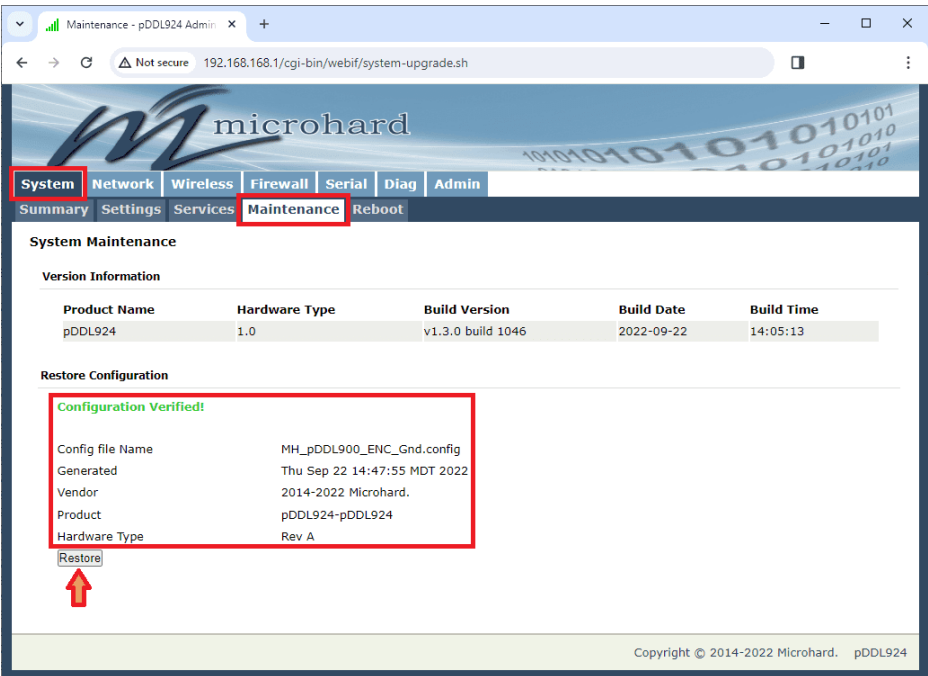 Maintenance - pDDL924 Admin
Not secure 192.168.168.1/cgi-bin/webif/system-upgrade.sh
microhard
101010101010101010101
System Network Wireless Firewall Serial Diag Admin
Summary Settings Services Maintenance Reboot
System Maintenance
Version Information
Product Name Hardware Type Build Version Build Date Build Time
pDDL924 1.0 v1.3.0 build 1046 2022-09-22 14:05:13
Restore Configuration
Configuration Verified!
Config file Name MH_pDDL900_ENC_Gnd.config
Generated Thu Sep 22 14:47:55 MDT 2022
Vendor 2014-2022 Microhard.
Product pDDL924-pDDL924
Hardware Type Rev A
Restore
Copyright © 2014-2022 Microhard. pDDL924